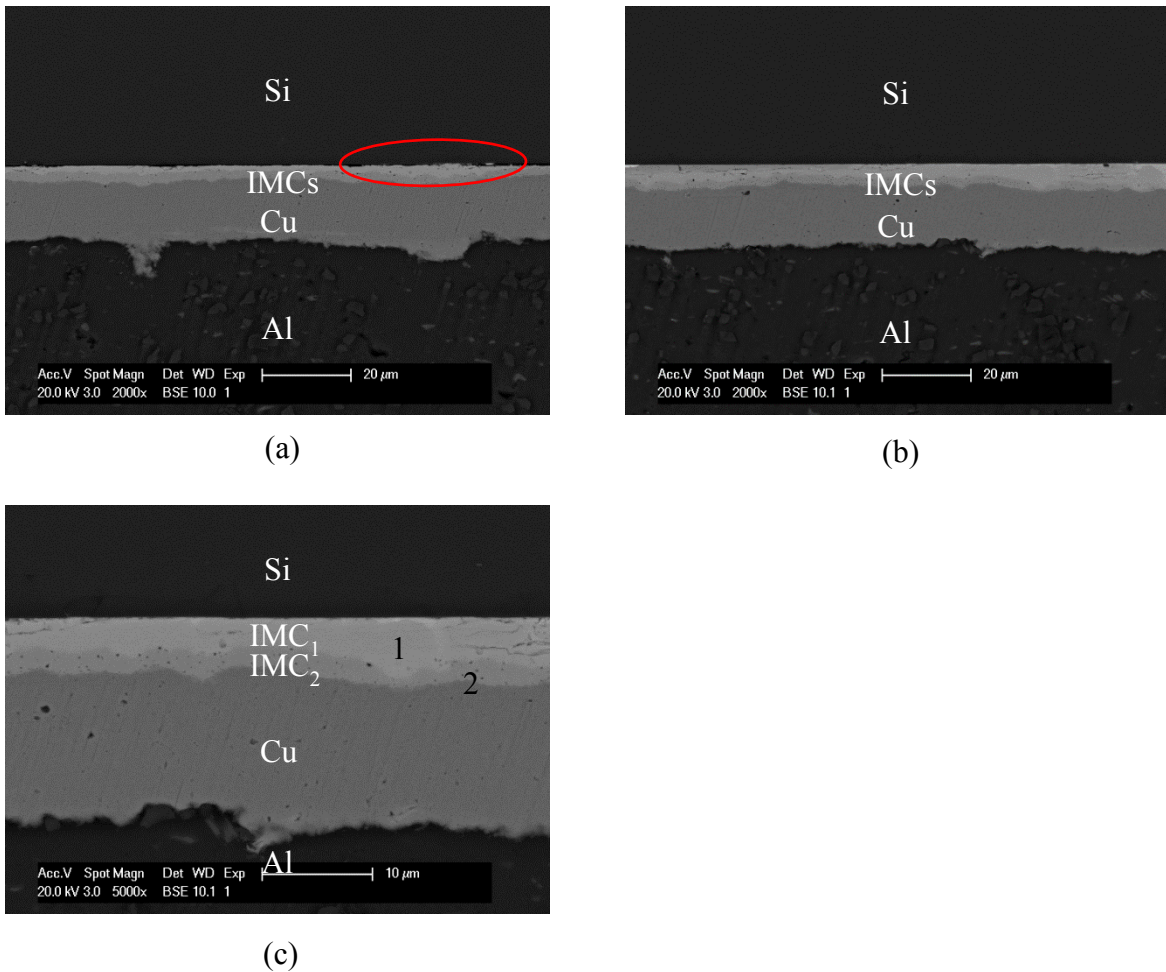 Si
IMCs
Cu
Al
Acc.V Spot Magn Det WD Exp 20 µm
20.0 kV 3.0 2000x BSE 10.0 1
(a)
Si
IMCs
Cu
Al
Acc.V Spot Magn Det WD Exp 20 µm
20.0 kV 3.0 2000x BSE 10.1 1
(b)
Si
IMC1 1
IMC2 2
Cu
Al
Acc.V Spot Magn Det WD Exp 10 µm
20.0 kV 3.0 5000x BSE 10.1 1
(c)